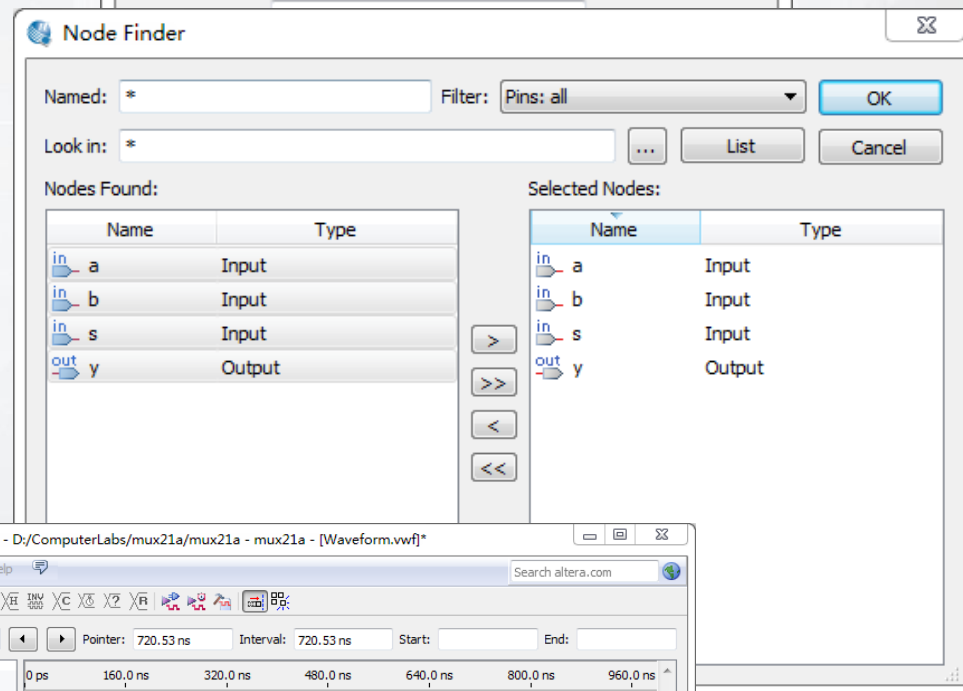 Node Finder
Named: * Filter: Pins: all OK
Look in: * ... List Cancel
Nodes Found: Selected Nodes:
Name Type Name Type
in a Input in a Input
in b Input in b Input
in s Input in s Input
out y Output out y Output
>
>>
<
<<
- D:/ComputerLabs/mux21a/mux21a - mux21a - [Waveform.vwf]*
elp Search altera.com
Pointer: 720.53 ns Interval: 720.53 ns Start: End:
0 ps 160.0 ns 320.0 ns 480.0 ns 640.0 ns 800.0 ns 960.0 ns